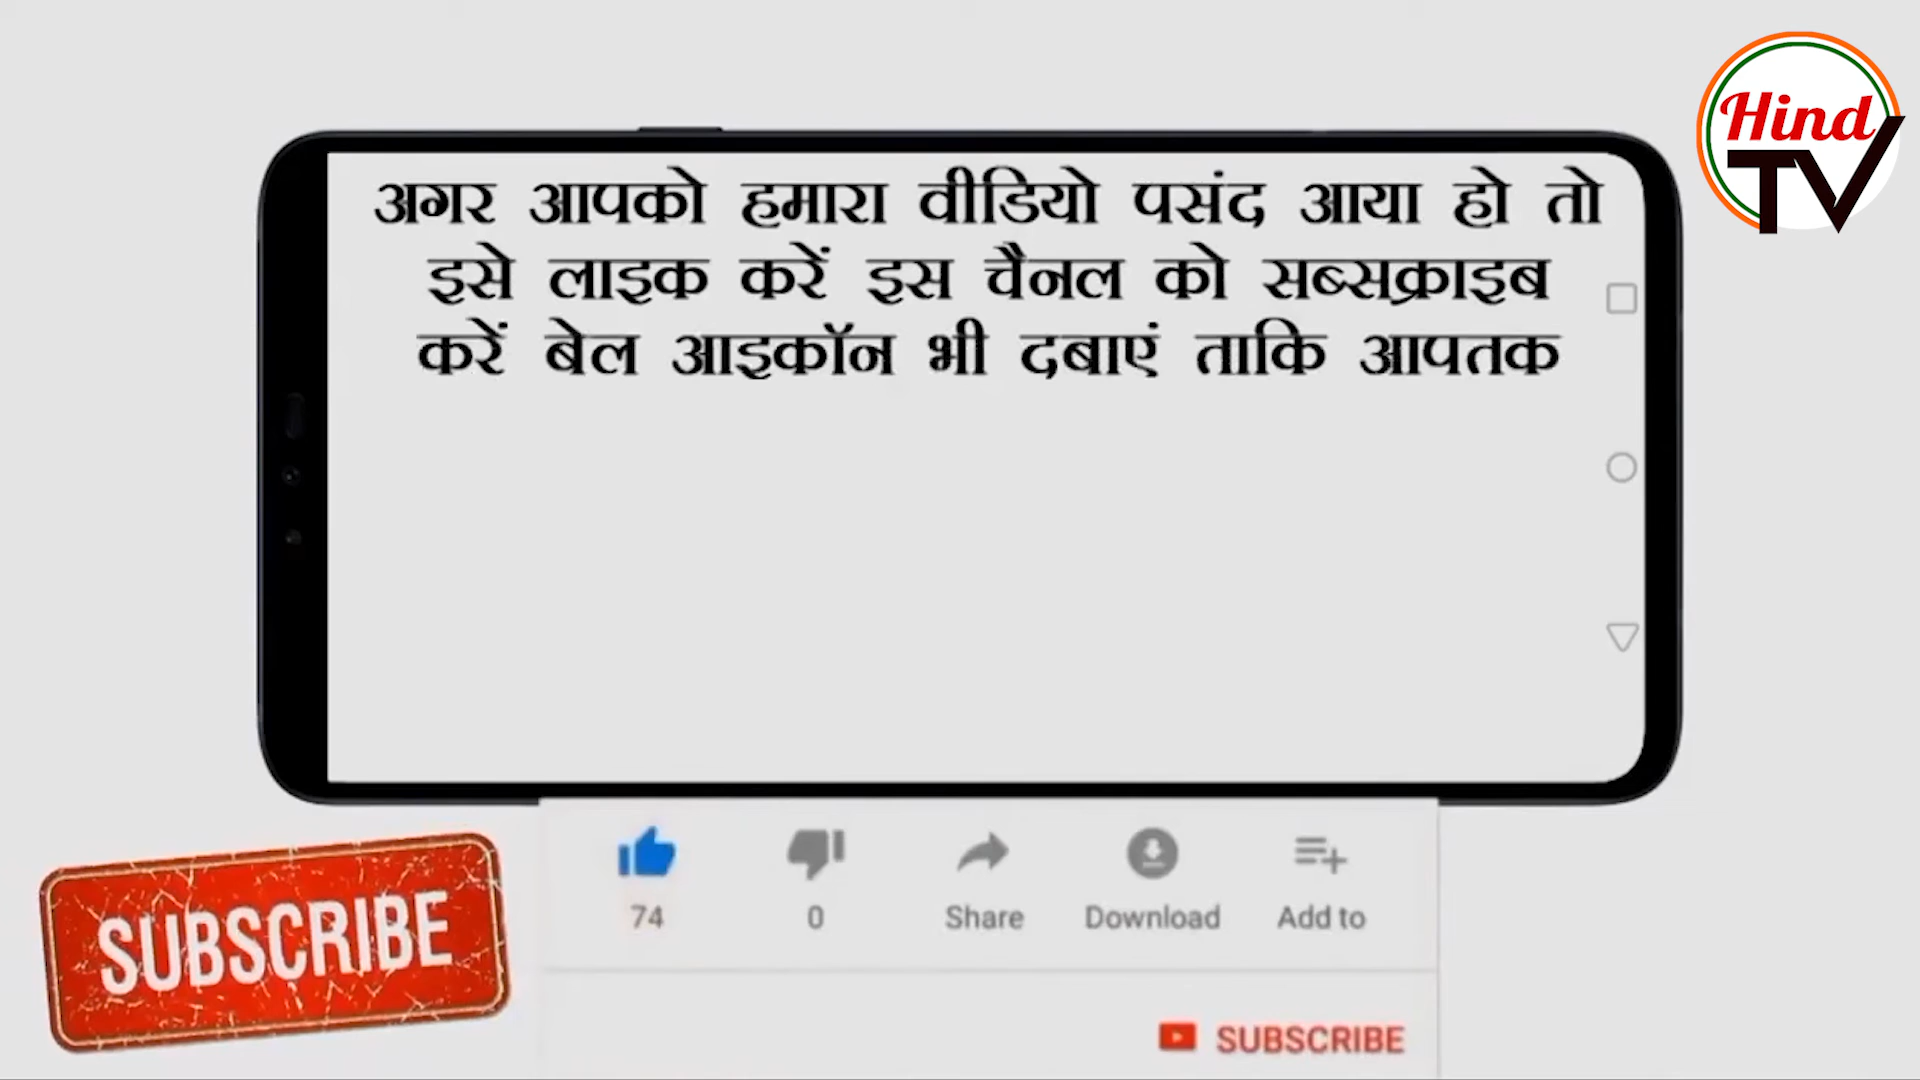 Hind
TV
अगर आपको हमारा वीडियो पसंद आया हो तो
इसे लाइक करें इस चैनल को सब्सक्राइब
करें बेल आइकॉन भी दबाएं ताकि आपतक
74
0
Share
Download
Add to
SUBSCRIBE
SUBSCRIBE